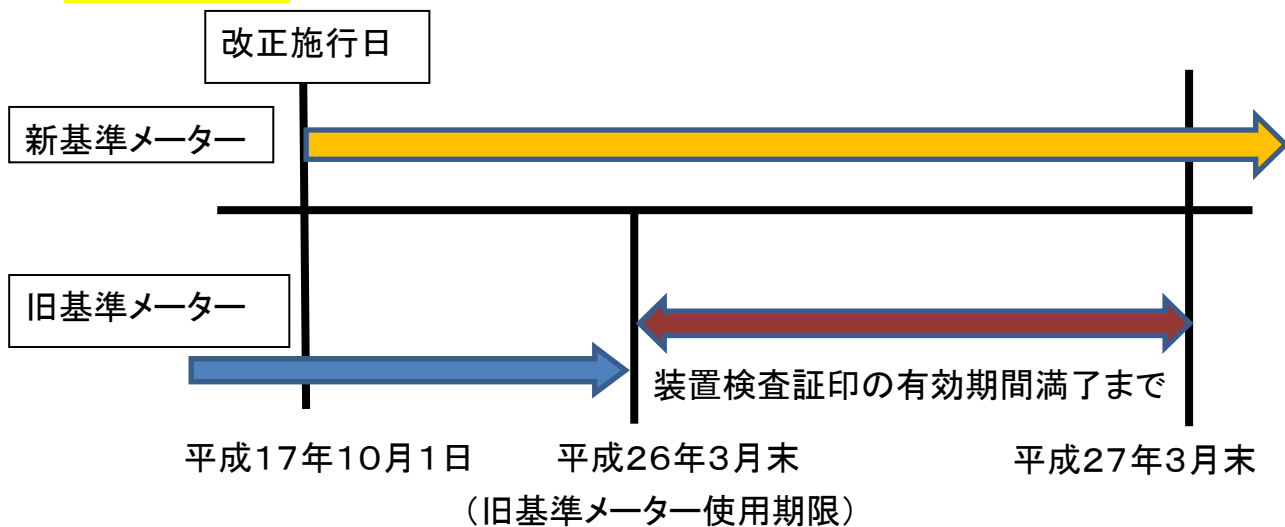 改正施行日
新基準メーター
旧基準メーター
装置検査証印の有効期間満了まで
平成17年10月1日
平成26年3月末
平成27年3月末
（旧基準メーター使用期限）